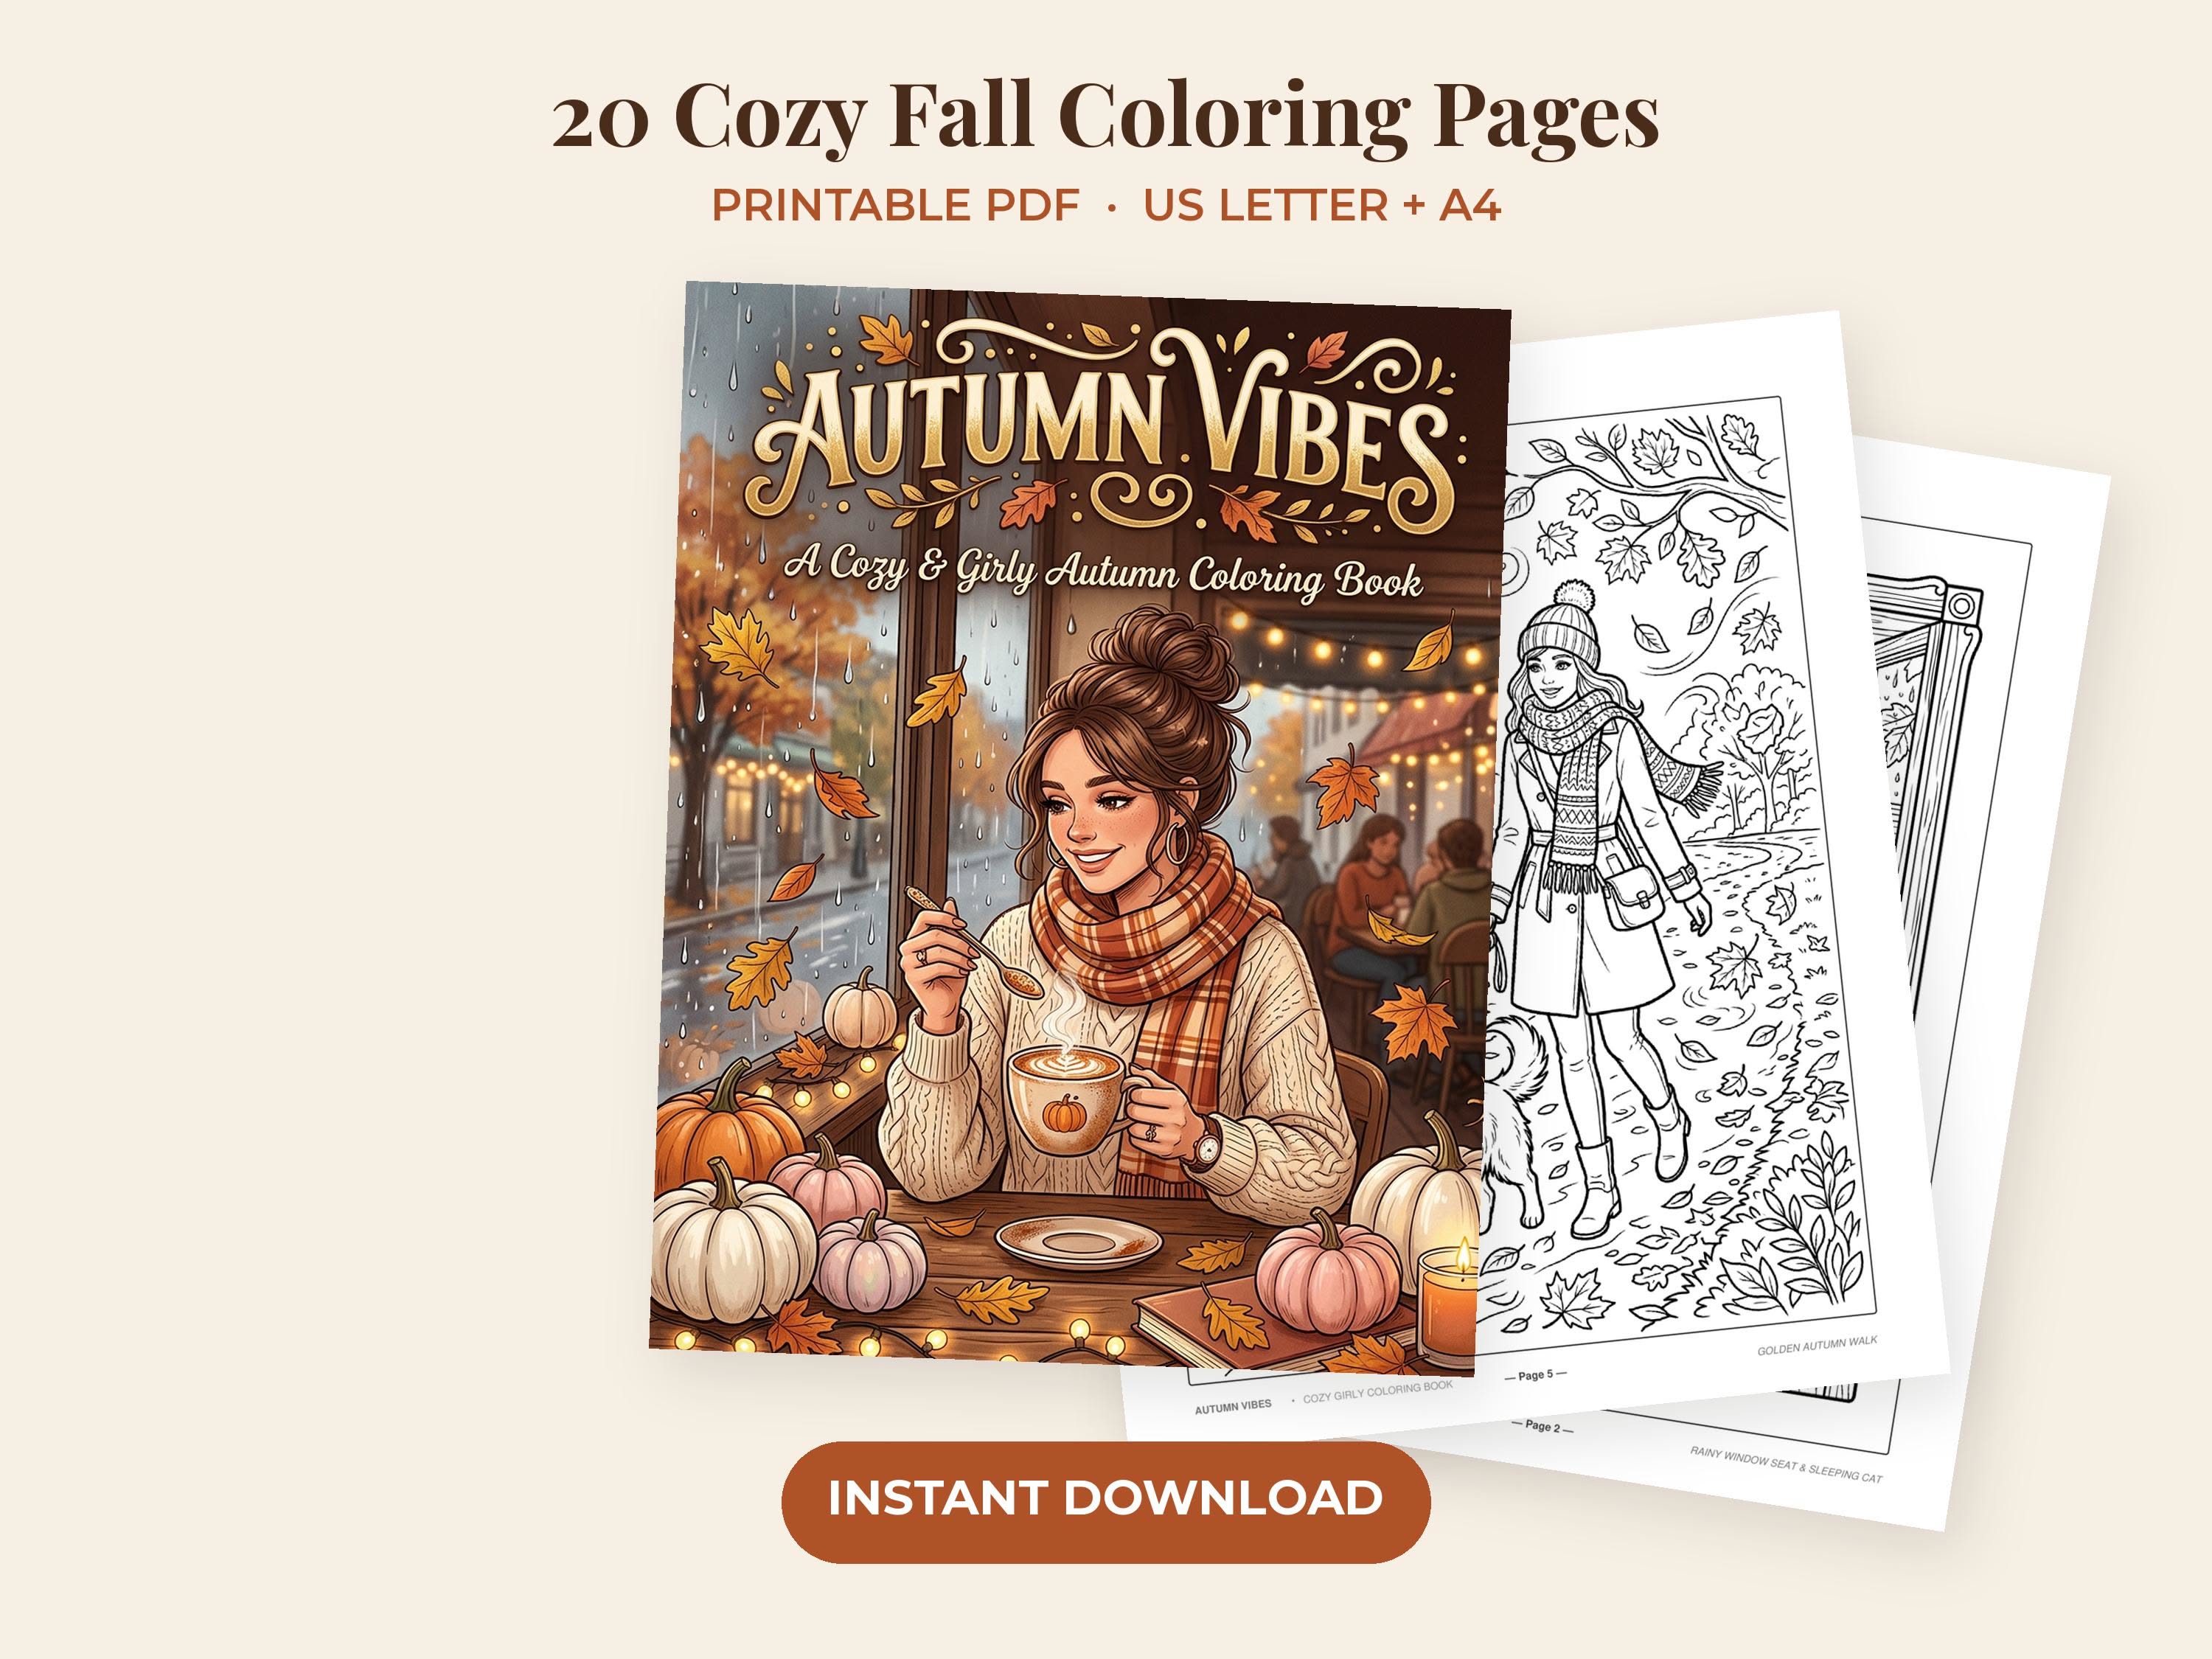 20 Cozy Fall Coloring Pages
PRINTABLE PDF · US LETTER + A4
AUTUMN VIBES
A Cozy & Girly Autumn Coloring Book
AUTUMN VIBES • COZY GIRLY COLORING BOOK
— Page 5 —
GOLDEN AUTUMN WALK
— Page 2 —
RAINY WINDOW SEAT & SLEEPING CAT
INSTANT DOWNLOAD